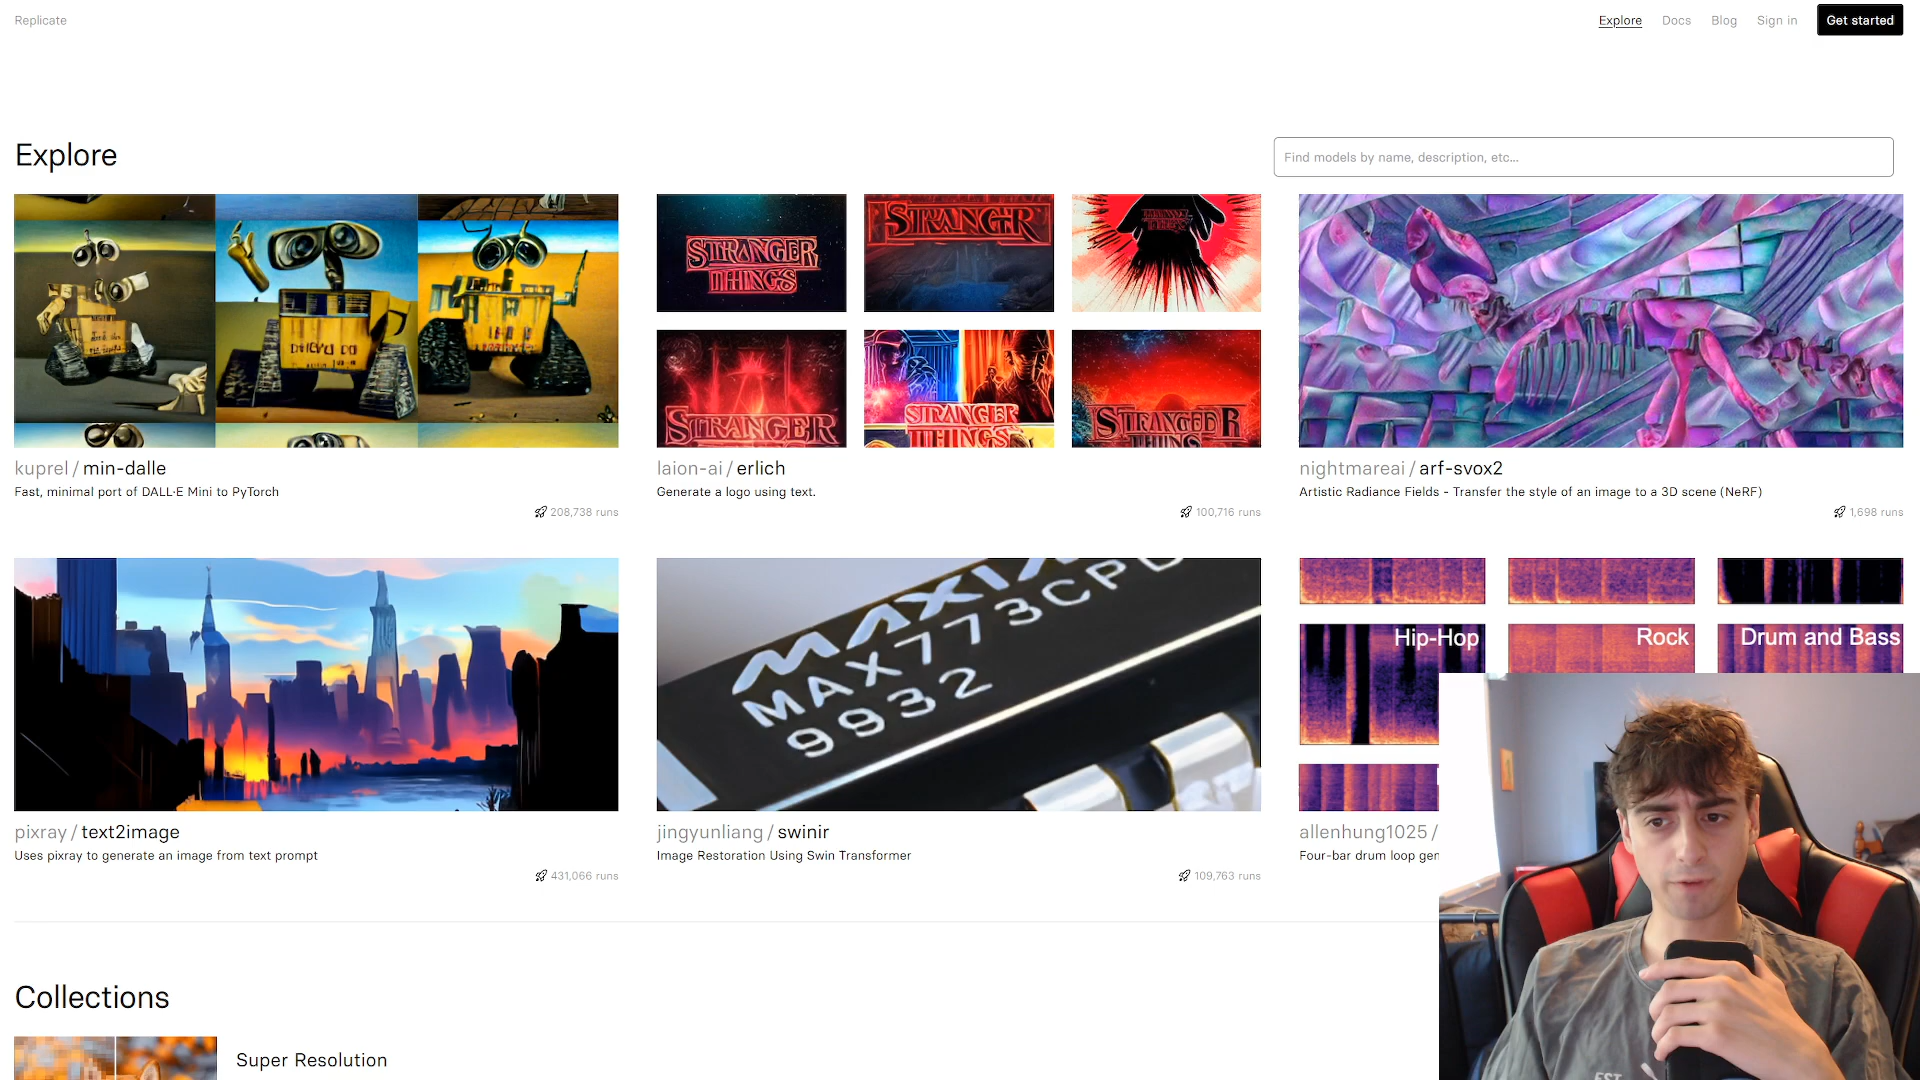 Replicate
Explore
Docs
Blog
Sign in
Get started
Explore
Find models by name, description, etc...
STRANGER
THINGS
STRANGER
STRANGER
THINGS
kuprel / min-dalle
Fast, minimal port of DALL·E Mini to PyTorch
208,738 runs
laion-ai / erlich
Generate a logo using text.
100,716 runs
nightmareai / arf-svox2
Artistic Radiance Fields - Transfer the style of an image to a 3D scene (NeRF)
1,698 runs
MAX773CPD
9932
Hip-Hop
Rock
Drum and Bass
pixray / text2image
Uses pixray to generate an image from text prompt
431,066 runs
jingyunliang / swinir
Image Restoration Using Swin Transformer
109,763 runs
allenhung1025 /
Four-bar drum loop gen
Collections
Super Resolution
EST